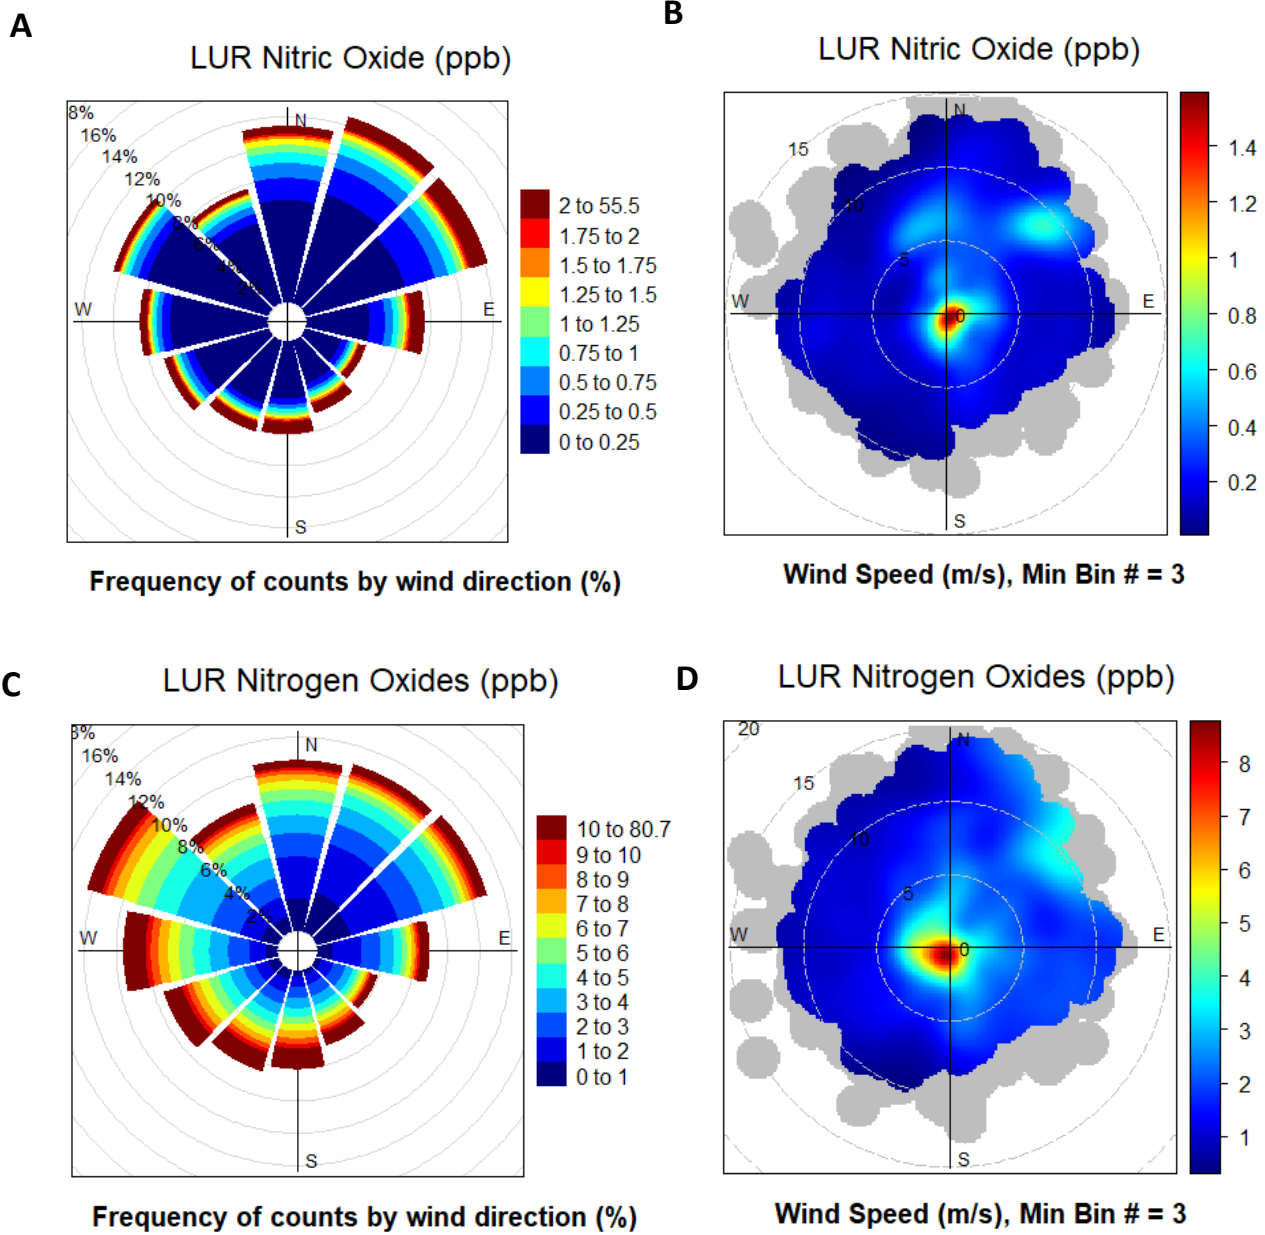 A
B
LUR Nitric Oxide (ppb)
LUR Nitric Oxide (ppb)
8%
16%
14%
12%
10%
8%
6%
4%
2%
N
W
E
S
2 to 55.5
1.75 to 2
1.5 to 1.75
1.25 to 1.5
1 to 1.25
0.75 to 1
0.5 to 0.75
0.25 to 0.5
0 to 0.25
N
15
10
5
0
W
E
S
1.4
1.2
1
0.8
0.6
0.4
0.2
Frequency of counts by wind direction (%)
Wind Speed (m/s), Min Bin # = 3
C
D
LUR Nitrogen Oxides (ppb)
LUR Nitrogen Oxides (ppb)
8%
16%
14%
12%
10%
8%
6%
4%
2%
N
W
E
S
10 to 80.7
9 to 10
8 to 9
7 to 8
6 to 7
5 to 6
4 to 5
3 to 4
2 to 3
1 to 2
0 to 1
20
N
15
10
5
0
W
E
S
8
7
6
5
4
3
2
1
Frequency of counts by wind direction (%)
Wind Speed (m/s), Min Bin # = 3